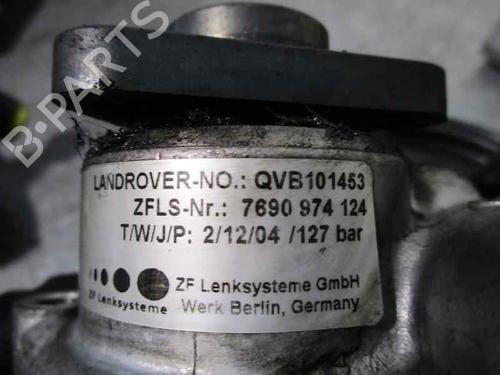 B-PARTS
LANDROVER-NO.: QVB101453
ZFLS-Nr.: 7690 974 124
T/W/J/P: 2/12/04 /127 bar
ZF Lenksysteme GmbH
ZF Lenksysteme
Werk Berlin, Germany